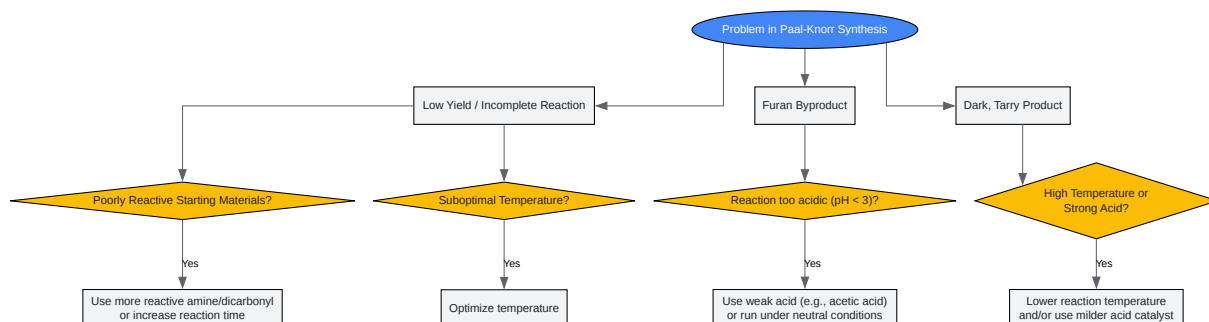 Problem in Paal-Knorr Synthesis
Low Yield / Incomplete Reaction
Furan Byproduct
Dark, Tarry Product
Poorly Reactive Starting Materials?
Suboptimal Temperature?
Reaction too acidic (pH < 3)?
High Temperature or
Strong Acid?
Yes
Yes
Yes
Yes
Use more reactive amine/dicarbonyl
or increase reaction time
Optimize temperature
Use weak acid (e.g., acetic acid)
or run under neutral conditions
Lower reaction temperature
and/or use milder acid catalyst